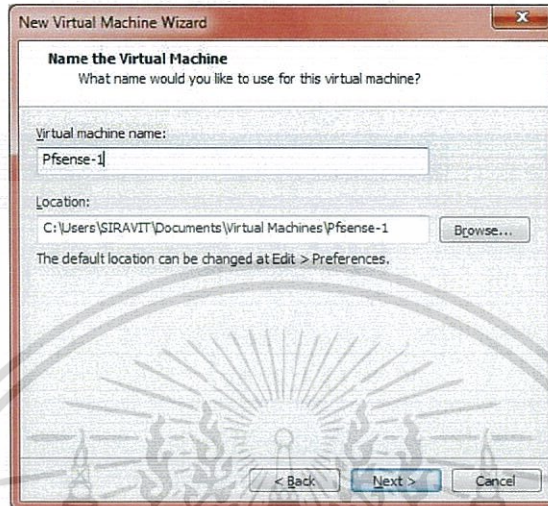 New Virtual Machine Wizard
x
Name the Virtual Machine
What name would you like to use for this virtual machine?
Virtual machine name:
Pfsense-1
Location:
C:\Users\SIRAVIT\Documents\Virtual Machines\Pfsense-1
Browse...
The default location can be changed at Edit > Preferences.
< Back
Next >
Cancel